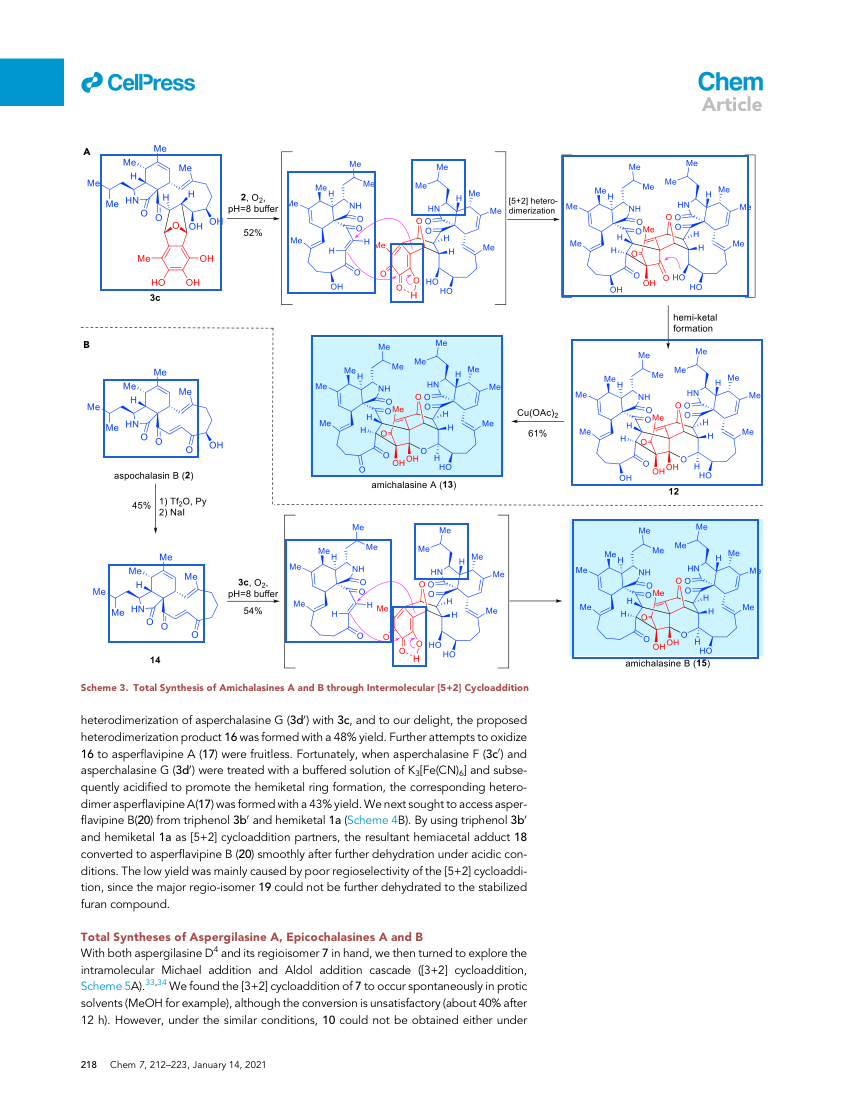 CellPress
Chem
Article
A
3c
2, O2,
pH=8 buffer
52%
[5+2] hetero-
dimerization
hemi-ketal
formation
12
Cu(OAc)2
61%
amichalasine A (13)
B
aspochalasin B (2)
45%
1) Tf2O, Py
2) NaI
14
3c, O2,
pH=8 buffer
54%
amichalasine B (15)
Scheme 3. Total Synthesis of Amichalasines A and B through Intermolecular [5+2] Cycloaddition
heterodimerization of asperchalasine G (3d′) with 3c, and to our delight, the proposed
heterodimerization product 16 was formed with a 48% yield. Further attempts to oxidize
16 to asperflavipine A (17) were fruitless. Fortunately, when asperchalasine F (3c′) and
asperchalasine G (3d′) were treated with a buffered solution of K3[Fe(CN)6] and subse-
quently acidified to promote the hemiketal ring formation, the corresponding hetero-
dimer asperflavipine A(17) was formed with a 43% yield. We next sought to access asper-
flavipine B(20) from triphenol 3b′ and hemiketal 1a (Scheme 4B). By using triphenol 3b′
and hemiketal 1a as [5+2] cycloaddition partners, the resultant hemiacetal adduct 18
converted to asperflavipine B (20) smoothly after further dehydration under acidic con-
ditions. The low yield was mainly caused by poor regioselectivity of the [5+2] cycloaddi-
tion, since the major regio-isomer 19 could not be further dehydrated to the stabilized
furan compound.
Total Syntheses of Aspergilasine A, Epicochalasines A and B
With both aspergilasine D4 and its regioisomer 7 in hand, we then turned to explore the
intramolecular Michael addition and Aldol addition cascade ([3+2] cycloaddition,
Scheme 5A).33,34 We found the [3+2] cycloaddition of 7 to occur spontaneously in protic
solvents (MeOH for example), although the conversion is unsatisfactory (about 40% after
12 h). However, under the similar conditions, 10 could not be obtained either under
218 Chem 7, 212–223, January 14, 2021